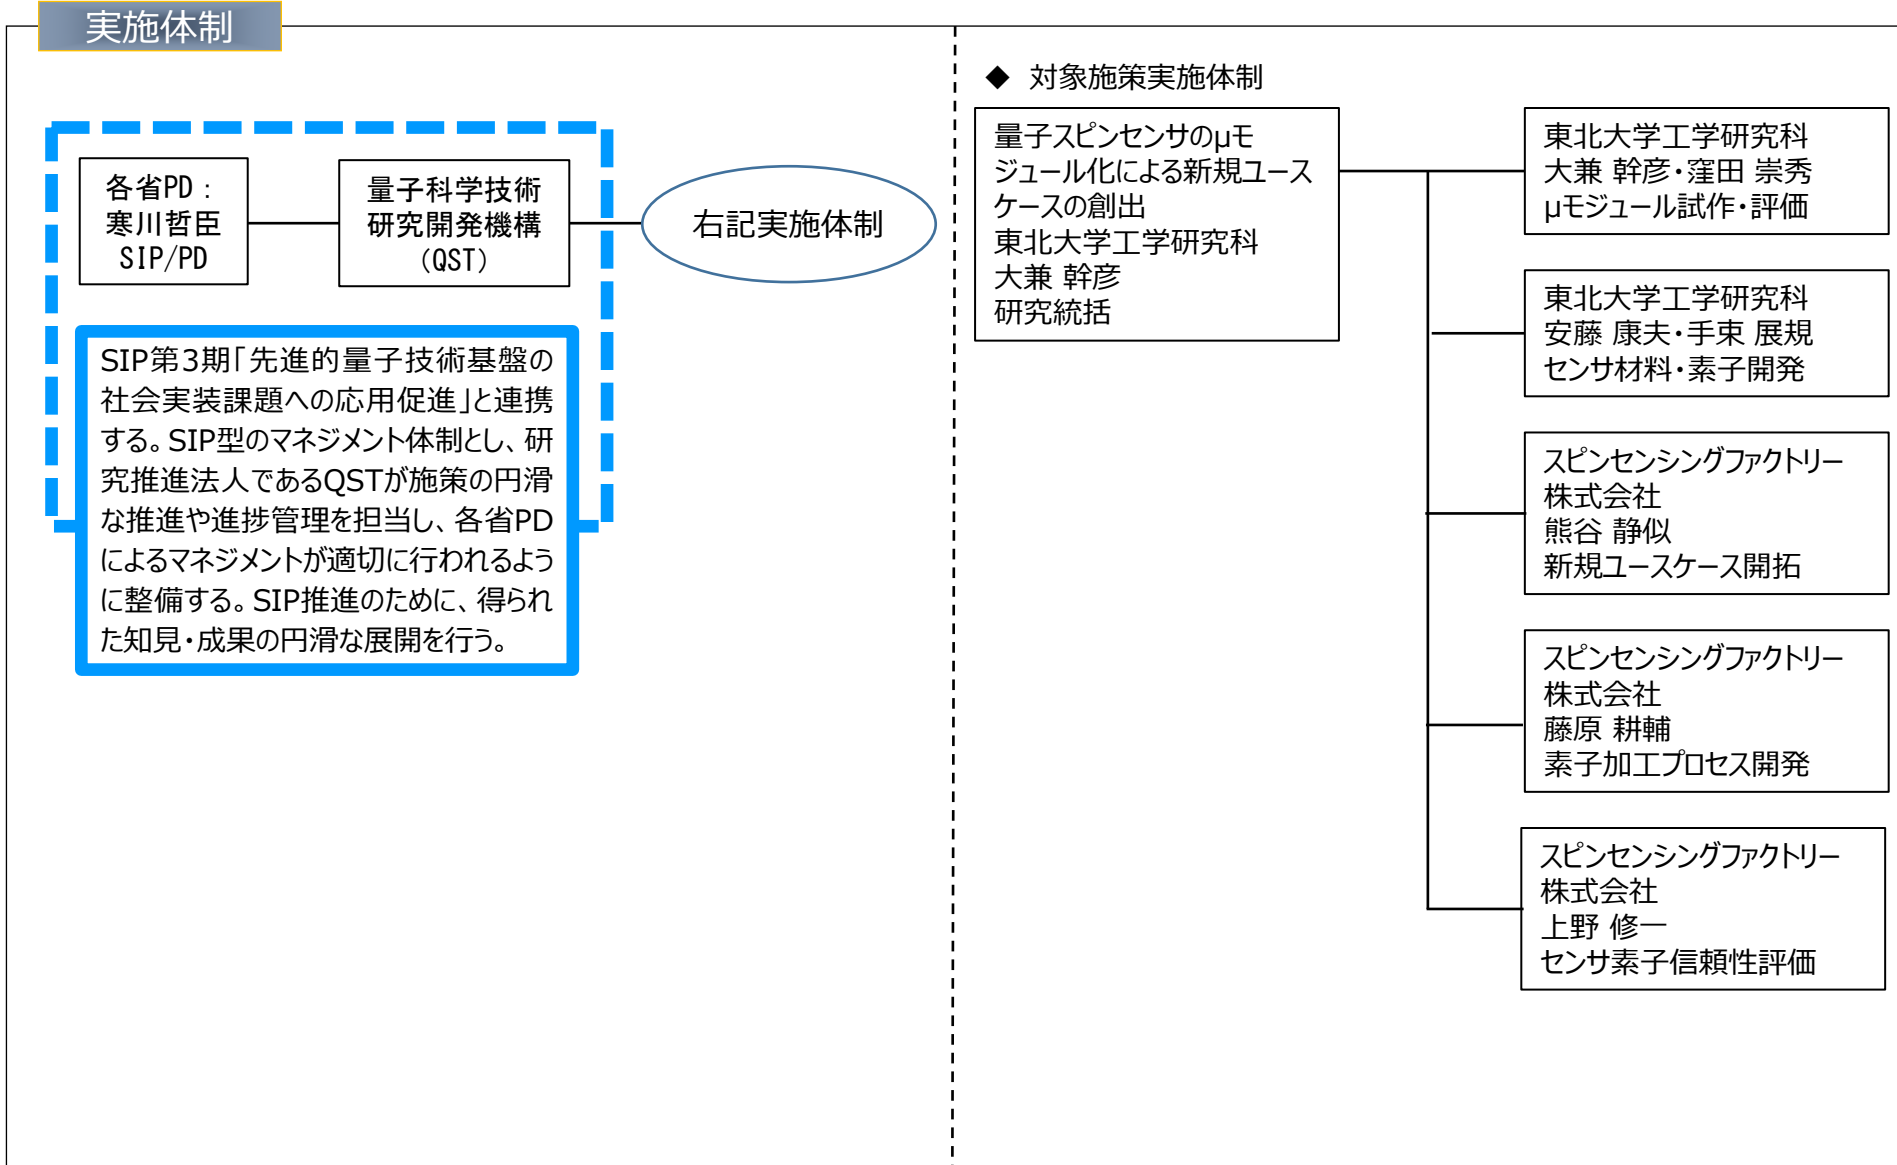 実施体制
各省PD：
寒川哲臣
SIP/PD
量子科学技術
研究開発機構
（QST）
右記実施体制
SIP第3期「先進的量子技術基盤の
社会実装課題への応用促進」と連携
する。SIP型のマネジメント体制とし、研
究推進法人であるQSTが施策の円滑
な推進や進捗管理を担当し、各省PD
によるマネジメントが適切に行われるよう
に整備する。SIP推進のために、得られ
た知見・成果の円滑な展開を行う。
◆ 対象施策実施体制
量子スピンセンサのμモ
ジュール化による新規ユース
ケースの創出
東北大学工学研究科
大兼 幹彦
研究統括
東北大学工学研究科
大兼 幹彦・窪田 崇秀
μモジュール試作・評価
東北大学工学研究科
安藤 康夫・手束 展規
センサ材料・素子開発
スピンセンシングファクトリー
株式会社
熊谷 静似
新規ユースケース開拓
スピンセンシングファクトリー
株式会社
藤原 耕輔
素子加工プロセス開発
スピンセンシングファクトリー
株式会社
上野 修一
センサ素子信頼性評価